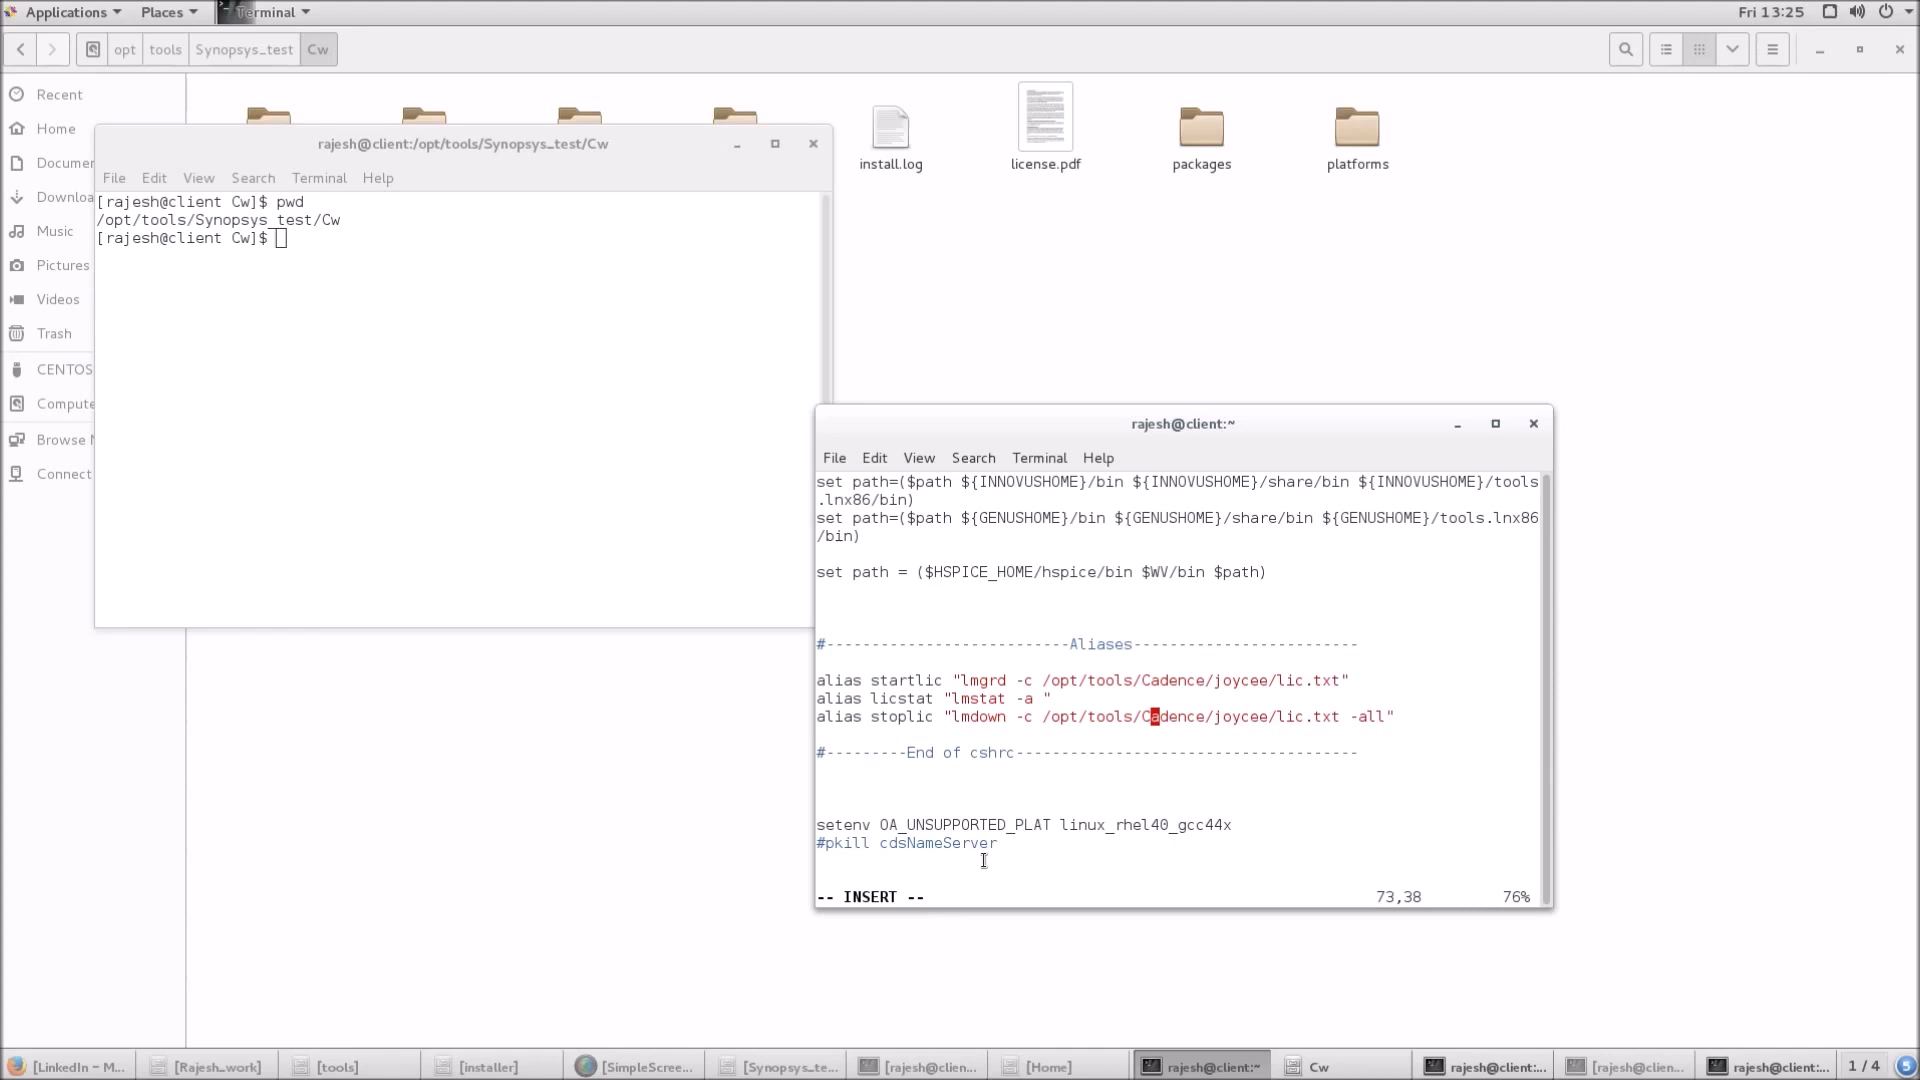 Applications
Places
Terminal
Fri 13:25
opt
tools
Synopsys_test
Cw
Recent
Home
Documen
Downloa
Music
Pictures
Videos
Trash
CENTOS
Compute
Browse N
Connect
install.log
license.pdf
packages
platforms
rajesh@client:/opt/tools/Synopsys_test/Cw
File Edit View Search Terminal Help
[rajesh@client Cw]$ pwd
/opt/tools/Synopsys_test/Cw
[rajesh@client Cw]$
rajesh@client:~
File Edit View Search Terminal Help
set path=($path ${INNOVUSHOME}/bin ${INNOVUSHOME}/share/bin ${INNOVUSHOME}/tools
.lnx86/bin)
set path=($path ${GENUSHOME}/bin ${GENUSHOME}/share/bin ${GENUSHOME}/tools.lnx86
/bin)
set path = ($HSPICE_HOME/hspice/bin $WV/bin $path)
#---------------------------Aliases-------------------------
alias startlic "lmgrd -c /opt/tools/Cadence/joycee/lic.txt"
alias licstat "lmstat -a "
alias stoplic "lmdown -c /opt/tools/Cadence/joycee/lic.txt -all"
#---------End of cshrc--------------------------------------
setenv OA_UNSUPPORTED_PLAT linux_rhel40_gcc44x
#pkill cdsNameServer
-- INSERT -- 73,38 76%
[LinkedIn – M...
[Rajesh_work]
[tools]
[installer]
[SimpleScree...
[Synopsys_te...
[rajesh@clien...
[Home]
rajesh@client:~
Cw
rajesh@client:...
[rajesh@clien...
rajesh@client:...
1 / 4
5